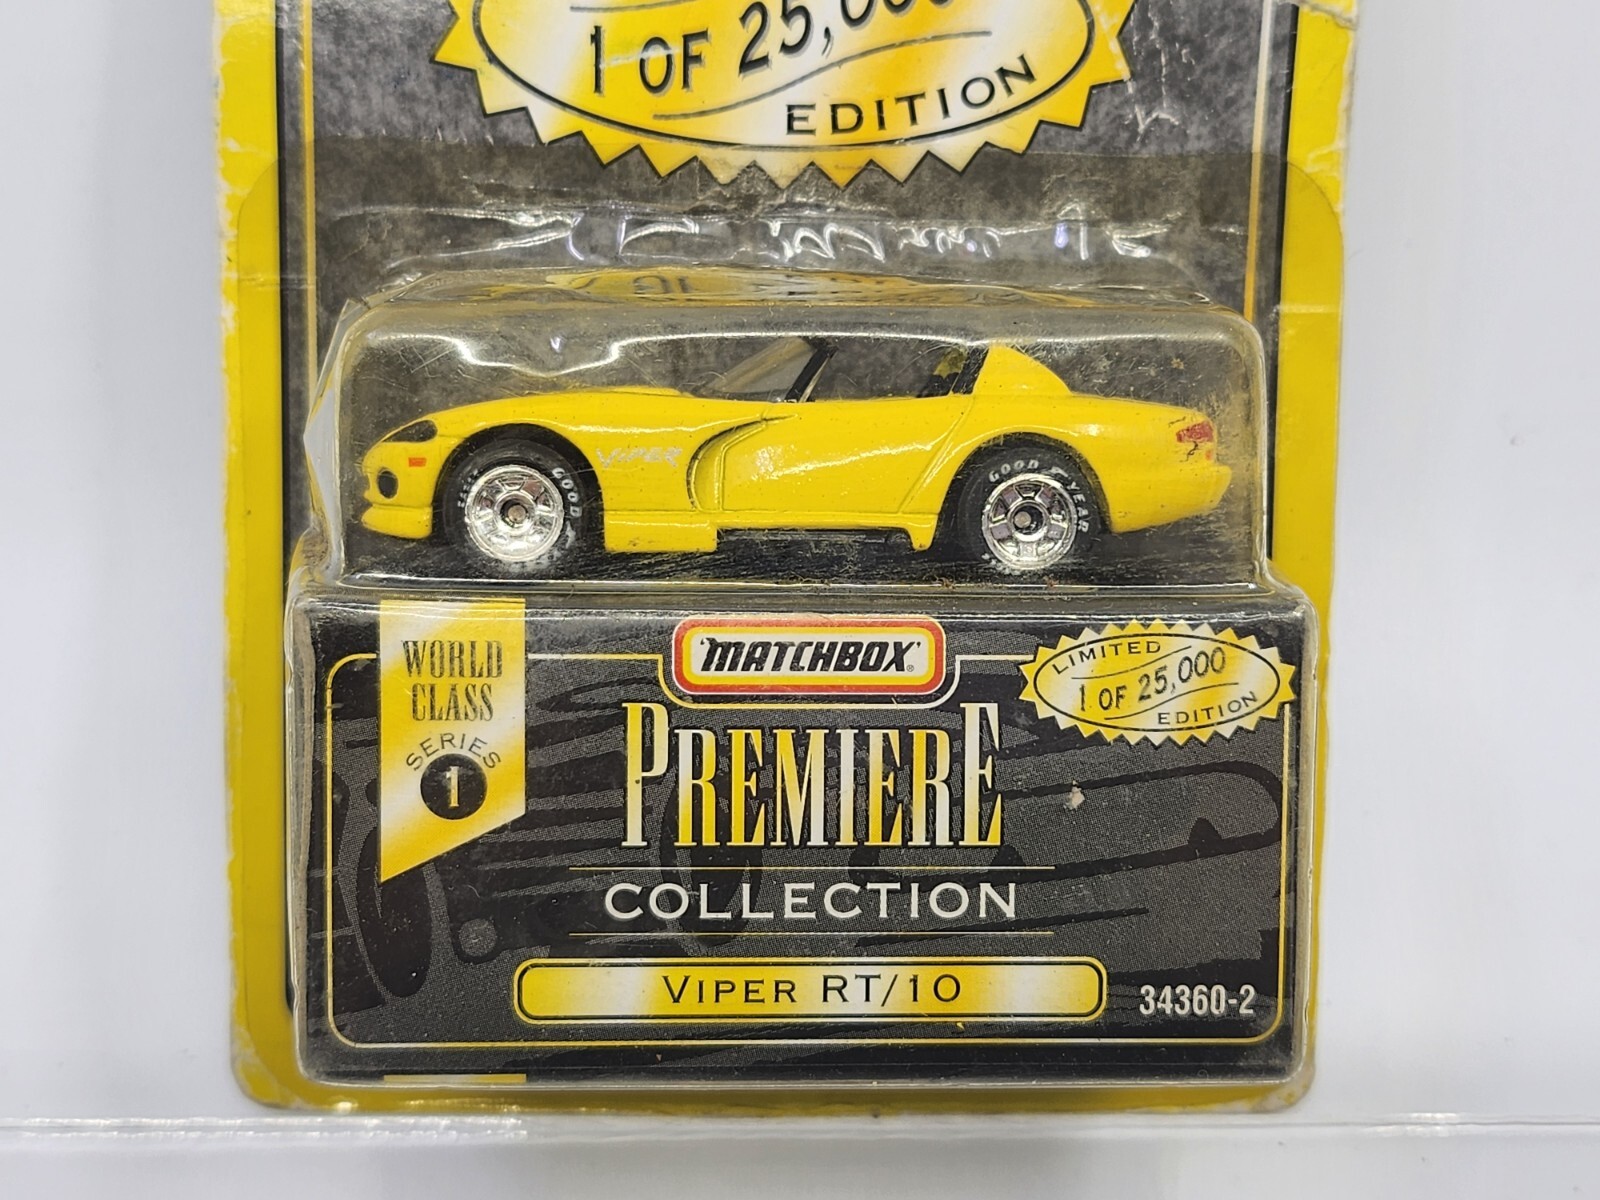 1 OF 25,000
EDITION
VIPER
GOOD
GOOD YEAR
WORLD
CLASS
SERIES
1
MATCHBOX®
LIMITED
1 OF 25,000
EDITION
PREMIERE
COLLECTION
VIPER RT/10
34360-2